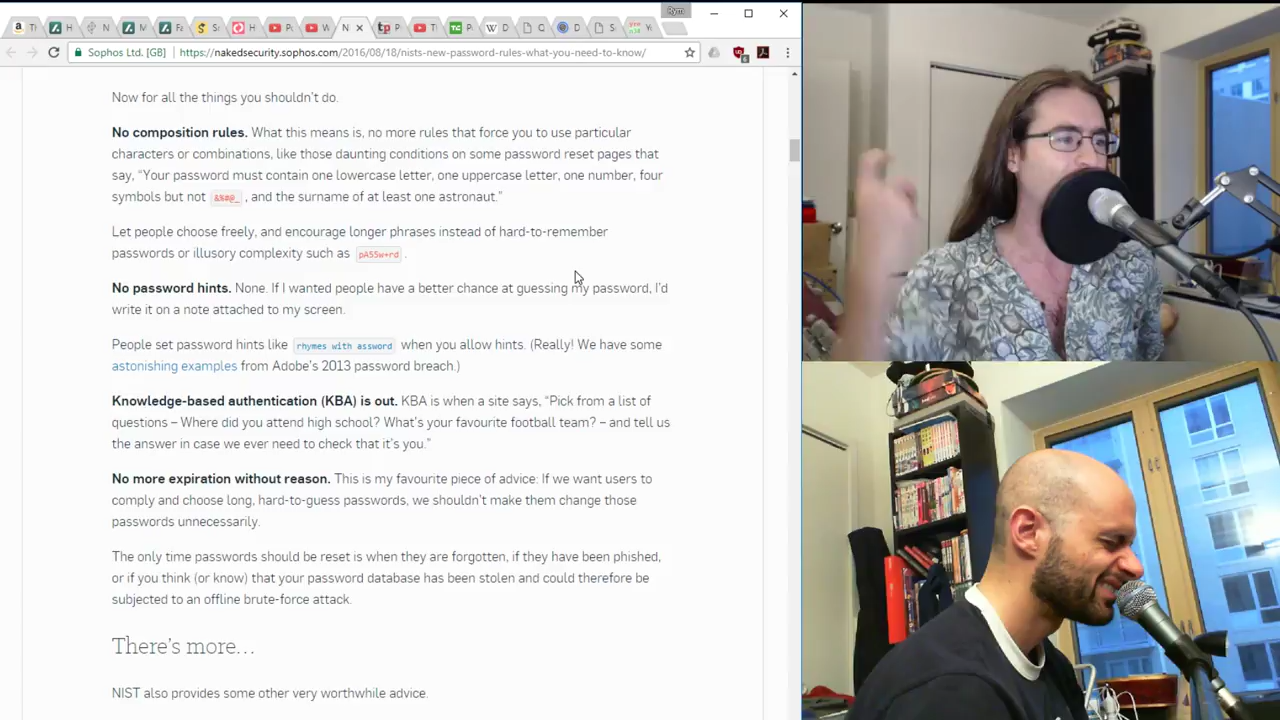 Rym
Sophos Ltd. [GB] https://nakedsecurity.sophos.com/2016/08/18/nists-new-password-rules-what-you-need-to-know/
Now for all the things you shouldn't do.
No composition rules. What this means is, no more rules that force you to use particular
characters or combinations, like those daunting conditions on some password reset pages that
say, “Your password must contain one lowercase letter, one uppercase letter, one number, four
symbols but not &%#@_ , and the surname of at least one astronaut.”
Let people choose freely, and encourage longer phrases instead of hard-to-remember
passwords or illusory complexity such as pA55w+rd .
No password hints. None. If I wanted people have a better chance at guessing my password, I'd
write it on a note attached to my screen.
People set password hints like rhymes with assword when you allow hints. (Really! We have some
astonishing examples from Adobe's 2013 password breach.)
Knowledge-based authentication (KBA) is out. KBA is when a site says, “Pick from a list of
questions – Where did you attend high school? What's your favourite football team? – and tell us
the answer in case we ever need to check that it's you.”
No more expiration without reason. This is my favourite piece of advice: If we want users to
comply and choose long, hard-to-guess passwords, we shouldn't make them change those
passwords unnecessarily.
The only time passwords should be reset is when they are forgotten, if they have been phished,
or if you think (or know) that your password database has been stolen and could therefore be
subjected to an offline brute-force attack.
There's more…
NIST also provides some other very worthwhile advice.